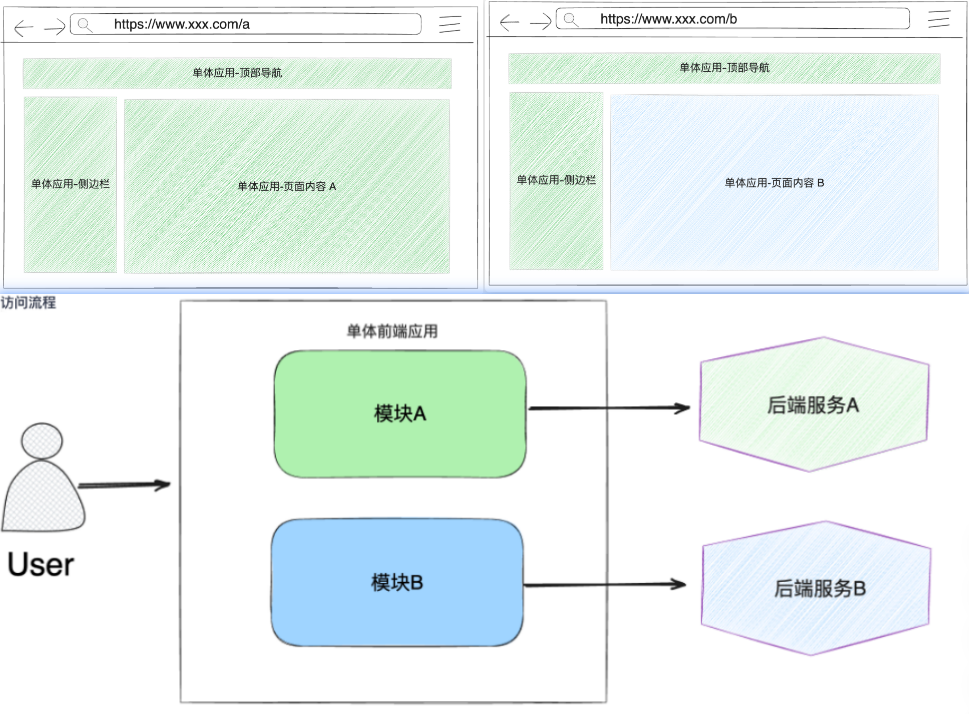 https://www.xxx.com/a
单体应用-顶部导航
单体应用-侧边栏
单体应用-页面内容 A
https://www.xxx.com/b
单体应用-顶部导航
单体应用-侧边栏
单体应用-页面内容 B
访问流程
单体前端应用
模块A
后端服务A
User
模块B
后端服务B